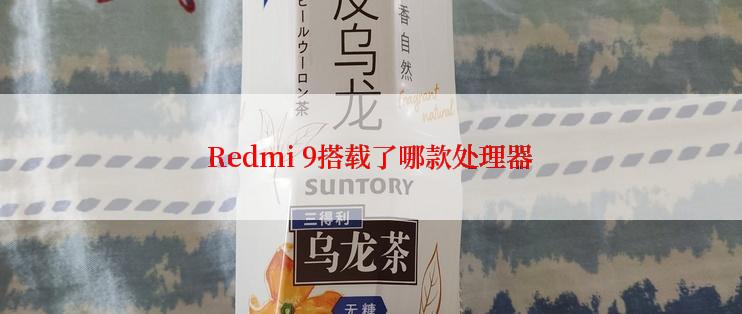 皮乌龙
ピールウーロン茶
香自然
fragrant
natural
Redmi 9搭载了哪款处理器
SUNTORY
三得利
乌龙茶
无糖